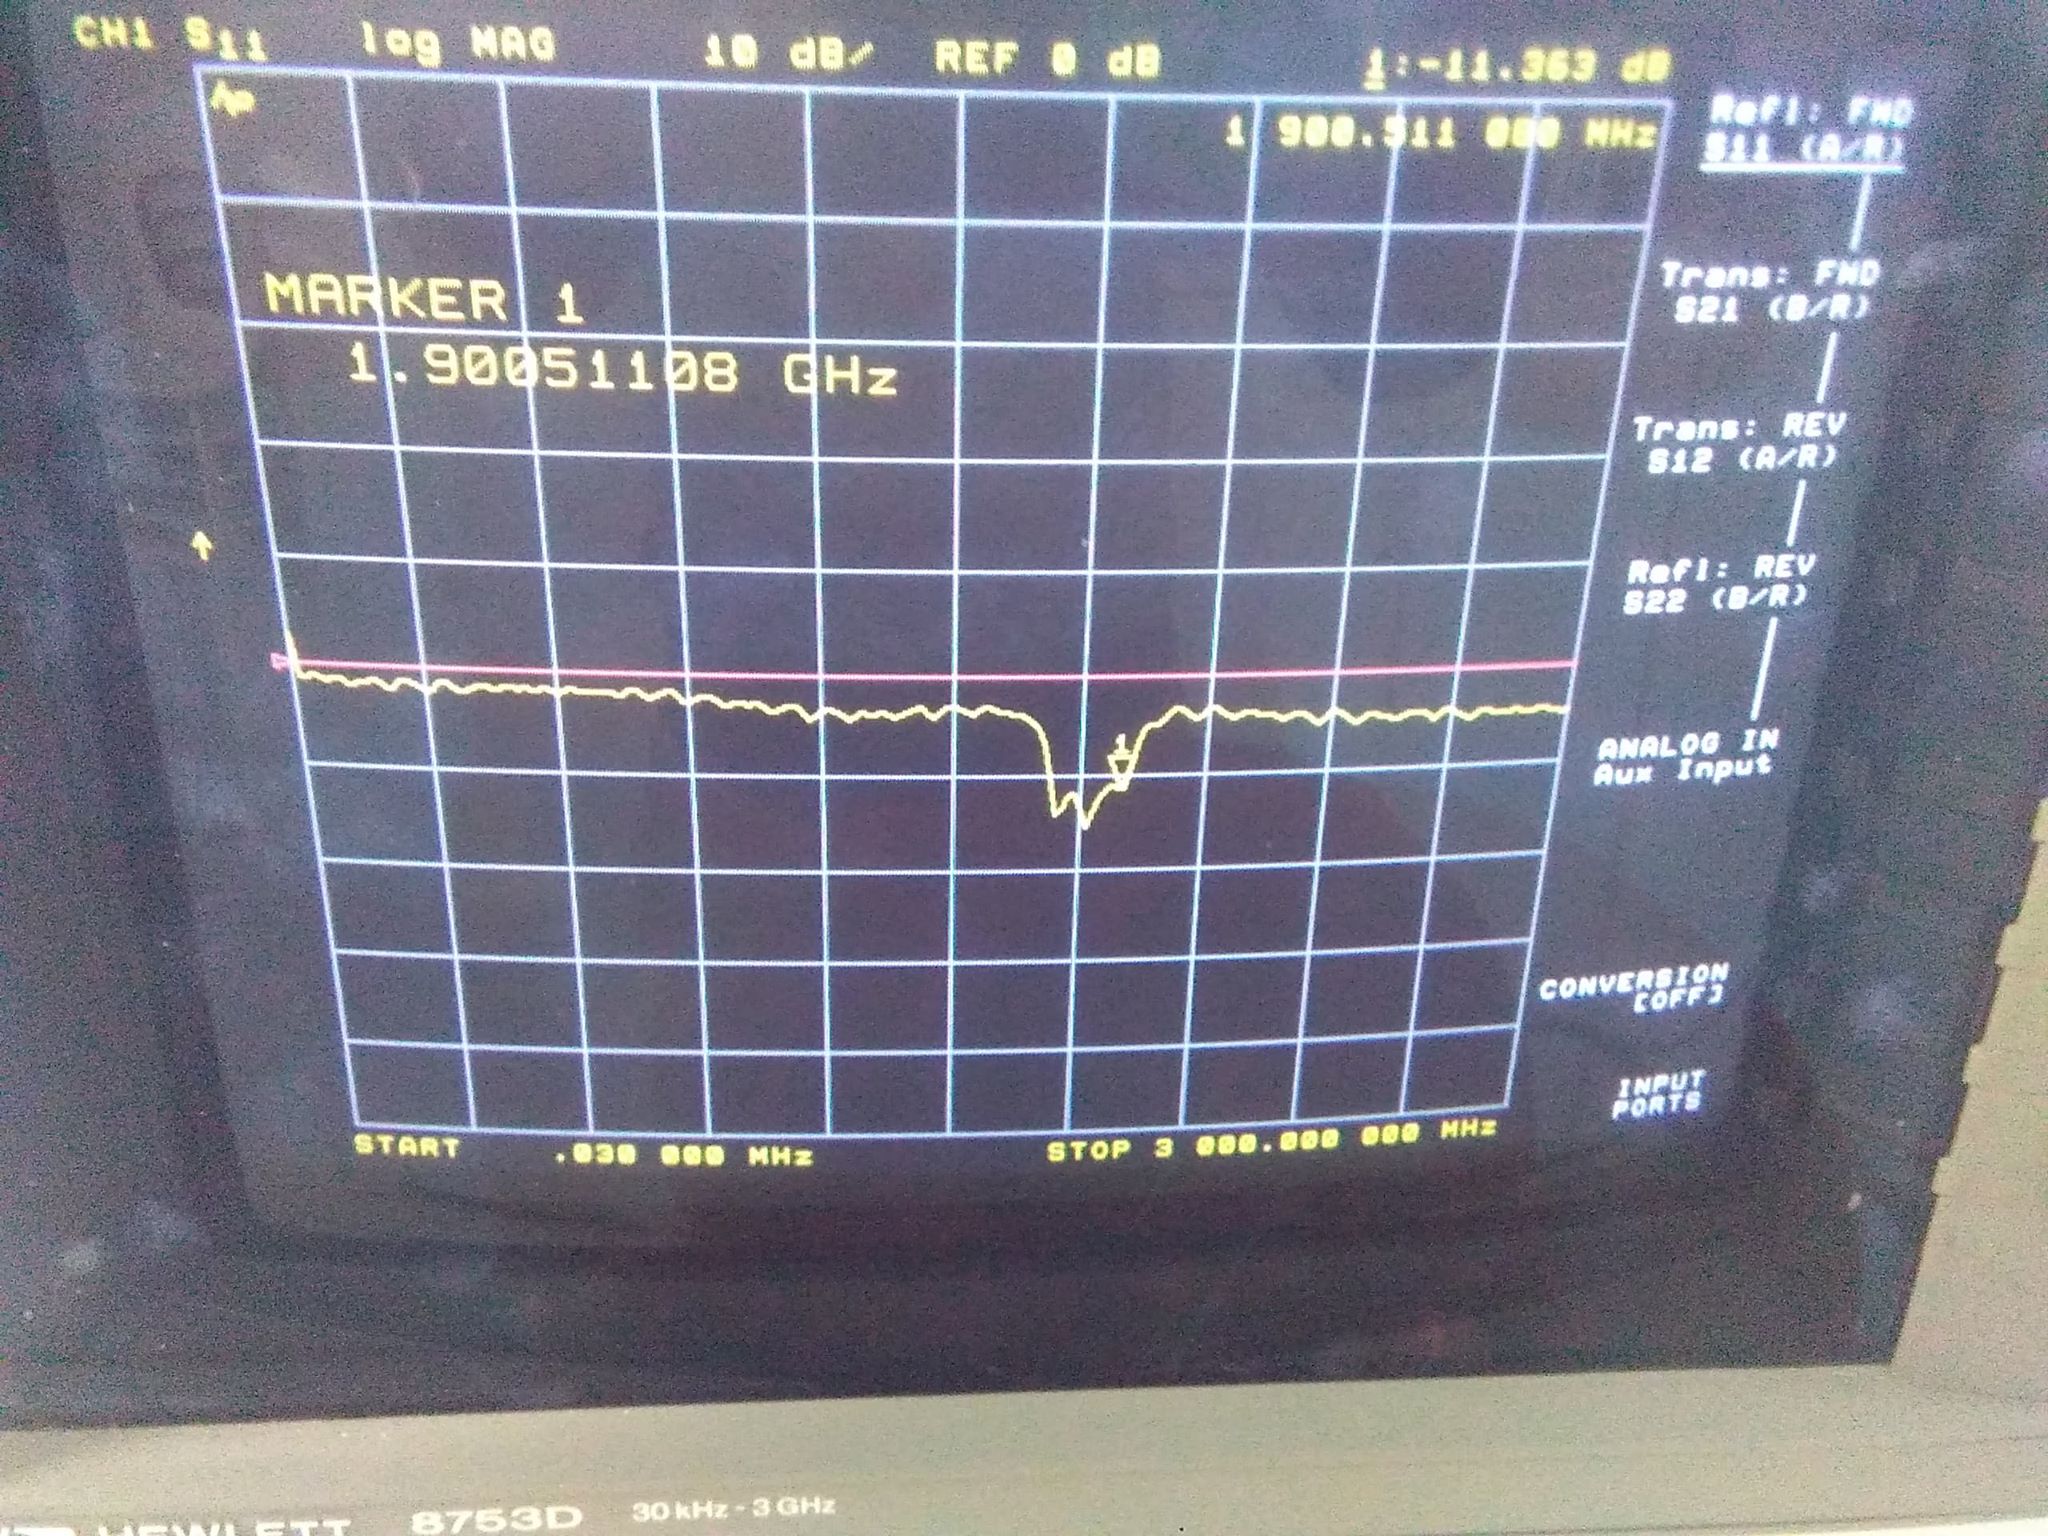 CH1 S11 log MAG 10 dB/ REF 0 dB 1:-11.363 dB
1 900.511 080 MHz
MARKER 1
1.90051108 GHz
1
START .030 000 MHz STOP 3 000.000 000 MHz
Refl: FWD
S11 (A/R)
Trans: FWD
S21 (B/R)
Trans: REV
S12 (A/R)
Refl: REV
S22 (B/R)
ANALOG IN
Aux Input
CONVERSION
[OFF]
INPUT
PORTS
HEWLETT 8753D 30 kHz - 3 GHz